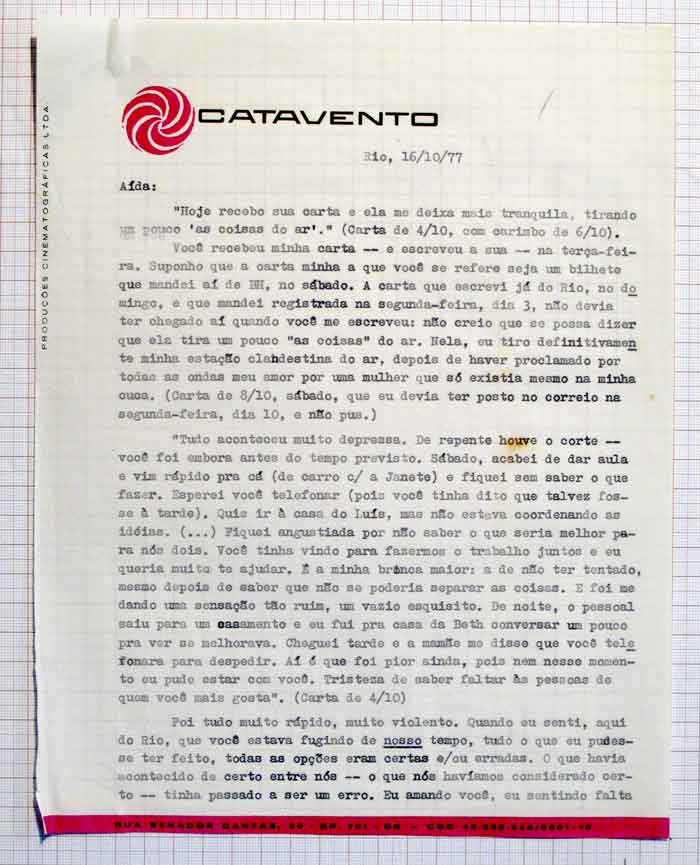 CATAVENTO
PRODUÇÕES CINEMATOGRÁFICAS LTDA
Rio, 16/10/77
Aída:
"Hoje recebo sua carta e ela me deixa mais tranquila, tirando
um pouco 'as coisas do ar'." (Carta de 4/10, com carimbo de 6/10).
Você recebeu minha carta -- e escreveu a sua -- na terça-fei-
ra. Suponho que a carta minha a que você se refere seja um bilhete
que mandei aí de BH, no sábado. A carta que escrevi já do Rio, no do
mingo, e que mandei registrada na segunda-feira, dia 3, não devia
ter chegado aí quando você me escreveu: não creio que se possa dizer
que ela tira um pouco "as coisas" do ar. Nela, eu tiro definitivamen
te minha estação clandestina do ar, depois de haver proclamado por
todas as ondas meu amor por uma mulher que só existia mesmo na minha
cuca. (Carta de 8/10, sábado, que eu devia ter posto no correio na
segunda-feira, dia 10, e não pus.)
"Tudo aconteceu muito depressa. De repente houve o corte --
você foi embora antes do tempo previsto. Sábado, acabei de dar aula
e vim rápido pra cá (de carro c/ a Janete) e fiquei sem saber o que
fazer. Esperei você telefonar (pois você tinha dito que talvez fos-
se à tarde). Quis ir à casa do Luís, mas não estava coordenando as
idéias. (...) Fiquei angustiada por não saber o que seria melhor pa-
ra nós dois. Você tinha vindo para fazermos o trabalho juntos e eu
queria muito te ajudar. É a minha bronca maior: a de não ter tentado,
mesmo depois de saber que não se poderia separar as coisas. E foi me
dando uma sensação tão ruim, um vazio esquisito. De noite, o pessoal
saiu para um casamento e eu fui pra casa da Beth conversar um pouco
pra ver se melhorava. Cheguei tarde e a mamãe me disse que você tele
fonara para despedir. Aí é que foi pior ainda, pois nem nesse momen-
to eu pude estar com você. Tristeza de saber faltar às pessoas de
quem você mais gosta". (Carta de 4/10)
Foi tudo muito rápido, muito violento. Quando eu senti, aqui
do Rio, que você estava fugindo de nosso tempo, tudo o que eu pudes-
se ter feito, todas as opções eram certas e/ou erradas. O que havia
acontecido de certo entre nós -- o que nós havíamos considerado cer-
to -- tinha passado a ser um erro. Eu amando você, eu sentindo falta
RUA SENADOR DANTAS, 20 - GR.